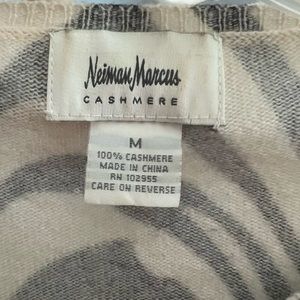 Neiman Marcus
CASHMERE
M
100% CASHMERE
MADE IN CHINA
RN 102955
CARE ON REVERSE